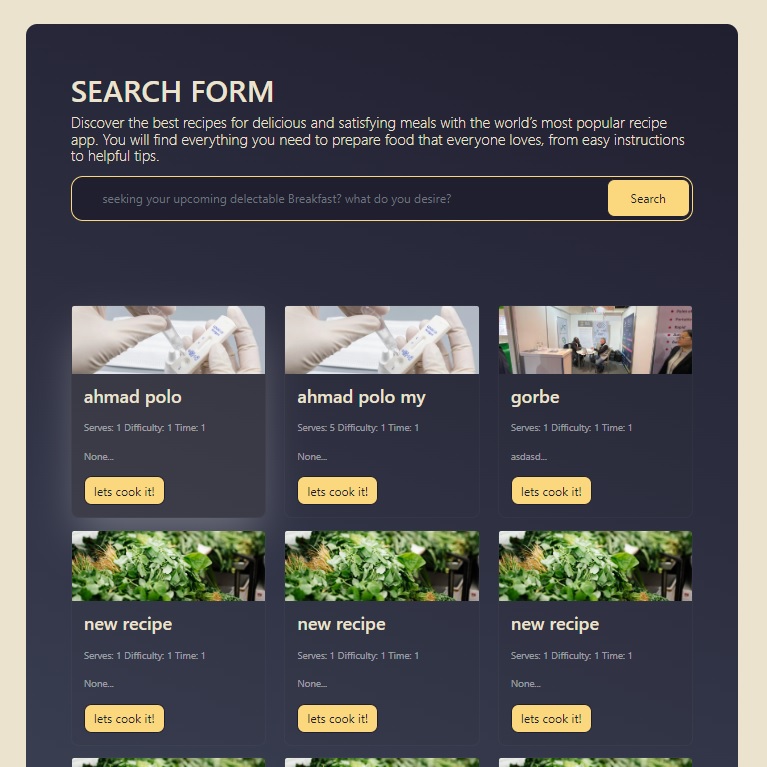 SEARCH FORM
Discover the best recipes for delicious and satisfying meals with the world’s most popular recipe
app. You will find everything you need to prepare food that everyone loves, from easy instructions
to helpful tips.
seeking your upcoming delectable Breakfast? what do you desire?
Search
ahmad polo
Serves: 1 Difficulty: 1 Time: 1
None...
lets cook it!
ahmad polo my
Serves: 5 Difficulty: 1 Time: 1
None...
lets cook it!
gorbe
Serves: 1 Difficulty: 1 Time: 1
asdasd...
lets cook it!
new recipe
Serves: 1 Difficulty: 1 Time: 1
None...
lets cook it!
new recipe
Serves: 1 Difficulty: 1 Time: 1
None...
lets cook it!
new recipe
Serves: 1 Difficulty: 1 Time: 1
None...
lets cook it!